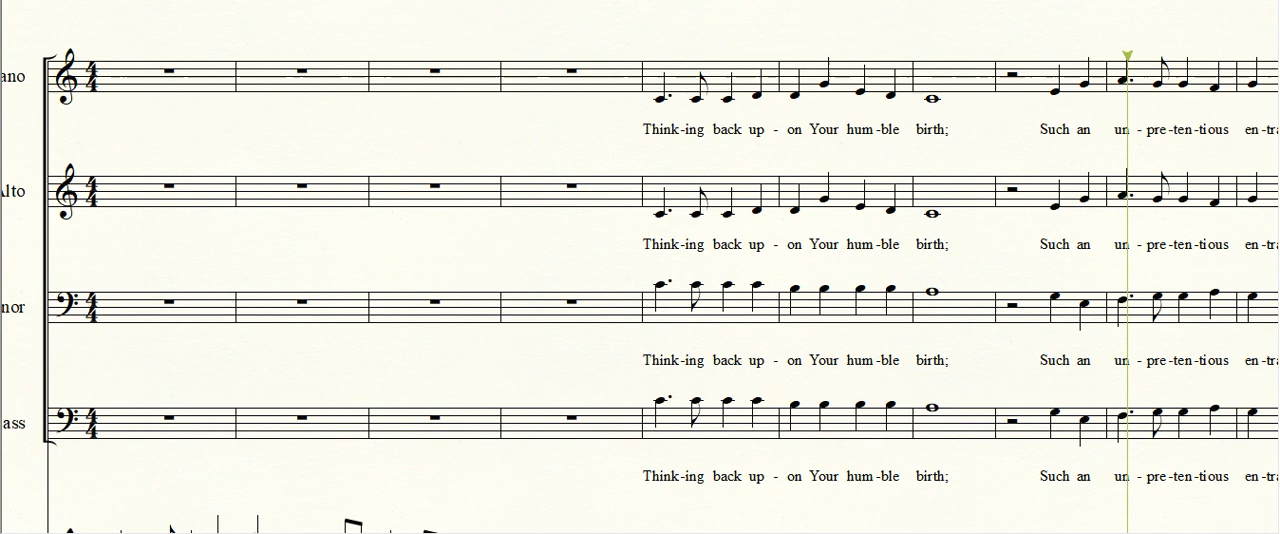 ano
Think-ing back up - on Your hum-ble birth; Such an un - pre-ten-tious en-tra
Alto
Think-ing back up - on Your hum-ble birth; Such an un - pre-ten-tious en-tra
nor
Think-ing back up - on Your hum-ble birth; Such an un - pre-ten-tious en-tra
ass
Think-ing back up - on Your hum-ble birth; Such an un - pre-ten-tious en-tra